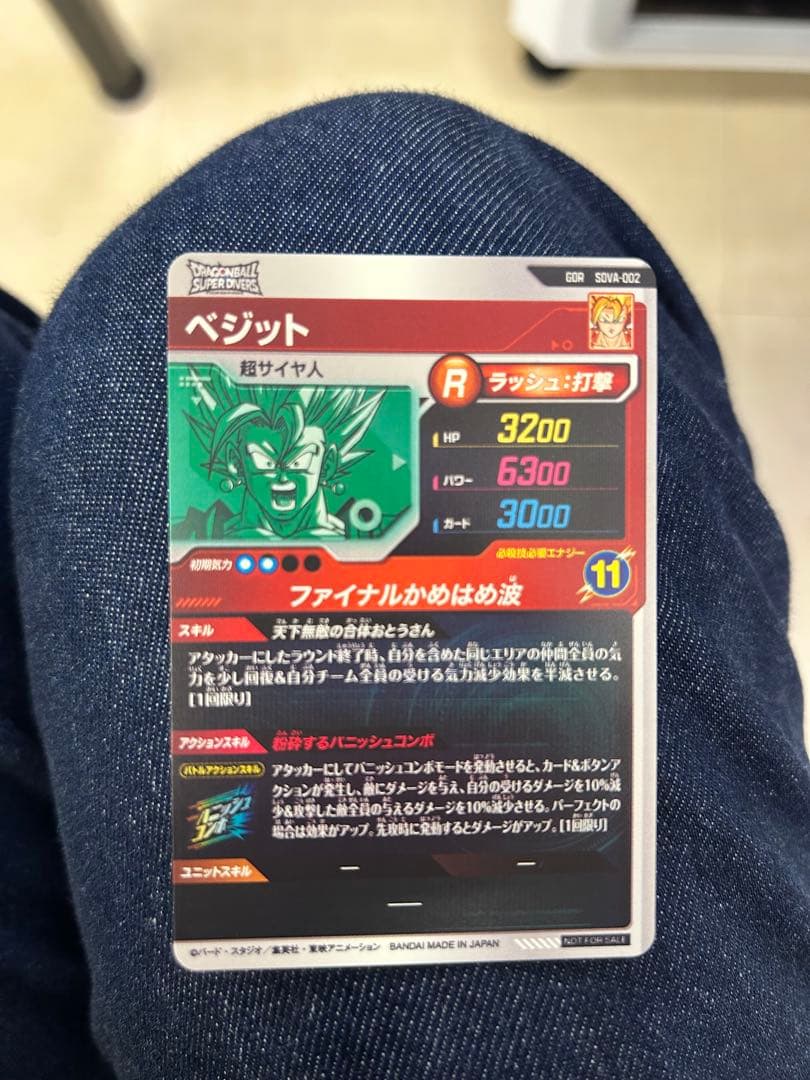 DRAGONBALL
SUPER DIVERS
GDR SDVA-002
ベジット
超サイヤ人
R ラッシュ:打撃
HP 3200
パワー 6300
ガード 3000
初期気力
必殺技必要エナジー
11
ファイナルかめはめ波
スキル 天下無敵の合体おとうさん
アタッカーにしたラウンド終了時、自分を含めた同じエリアの仲間全員の気
力を少し回復&自分チーム全員の受ける気力減少効果を半減させる。
[1回限り]
アクションスキル 粉砕するバニッシュコンボ
バトルアクションスキル
バニッシュ
コンボ
アタッカーにしてバニッシュコンボモードを発動させると、カード&ボタンア
クションが発生し、敵にダメージを与え、自分の受けるダメージを10%減
少&攻撃した敵全員の与えるダメージを10%減少させる。パーフェクトの
場合は効果がアップ。先攻時に発動するとダメージがアップ。[1回限り]
ユニットスキル ー ー
ー
©バード・スタジオ/集英社・東映アニメーション BANDAI MADE IN JAPAN
NOT FOR SALE